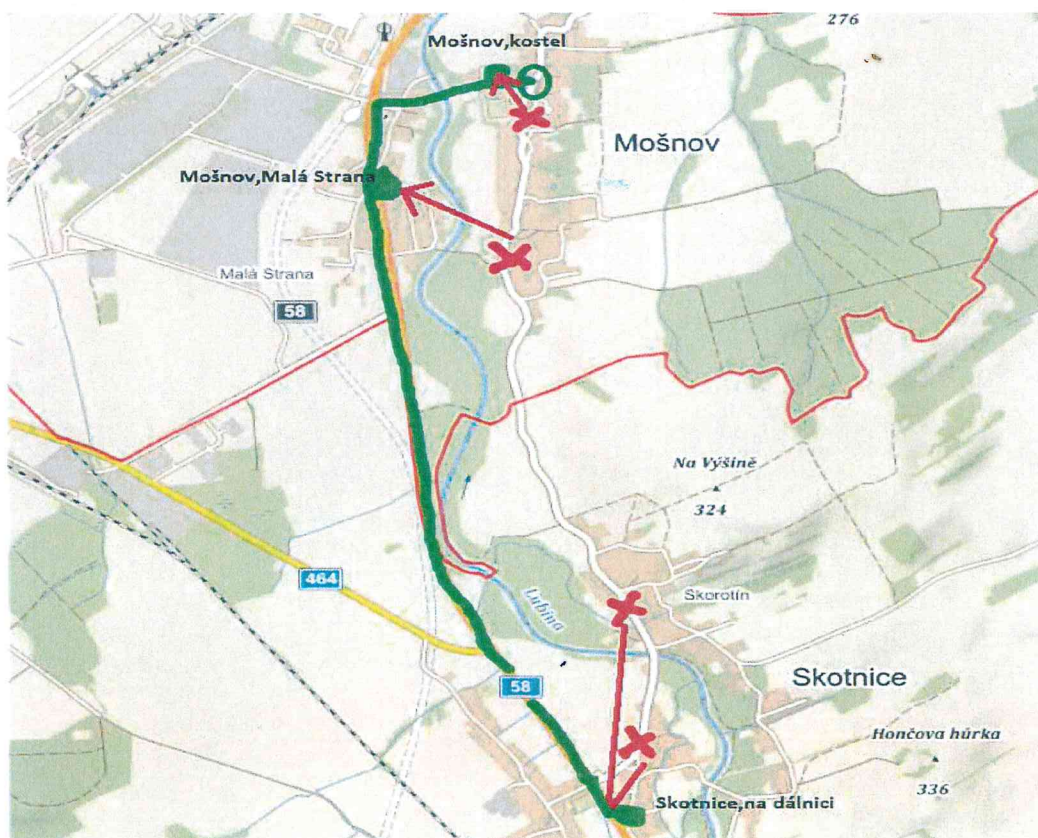 276
Mošnov,kostel
Mošnov
Mošnov,Malá Strana
Malá Strana
58
Na Výšině
324
464
Skorotín
Lubina
Skotnice
58
Hončova hůrka
336
Skotnice,na dálnici